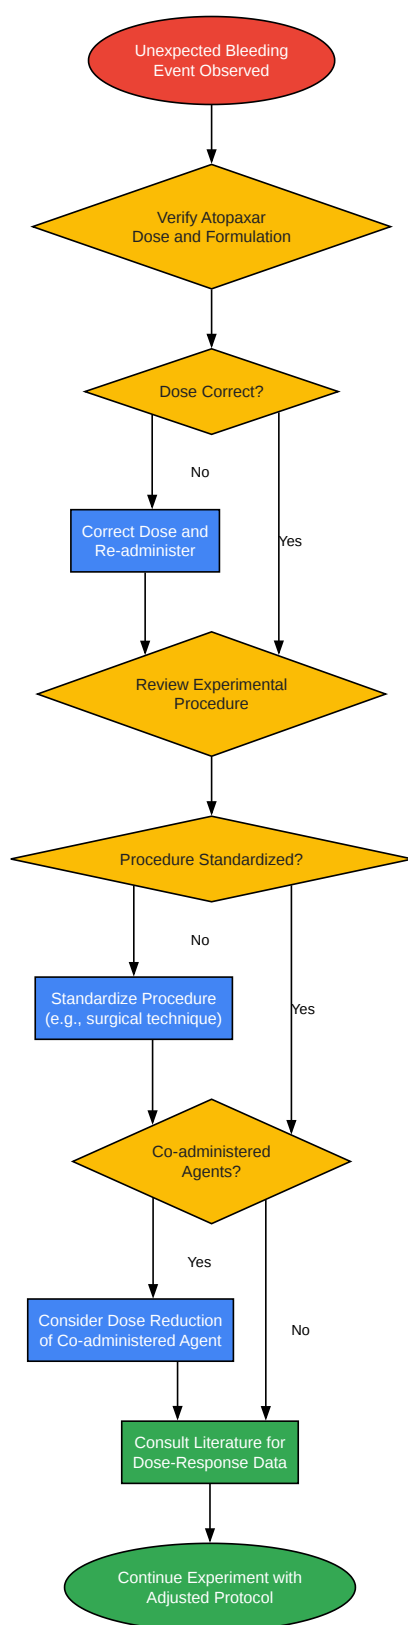 Unexpected Bleeding
Event Observed
Verify Atopaxar
Dose and Formulation
Dose Correct?
No
Correct Dose and
Re-administer
Yes
Review Experimental
Procedure
Procedure Standardized?
No
Standardize Procedure
(e.g., surgical technique)
Yes
Co-administered
Agents?
Yes
Consider Dose Reduction
of Co-administered Agent
No
Consult Literature for
Dose-Response Data
Continue Experiment with
Adjusted Protocol